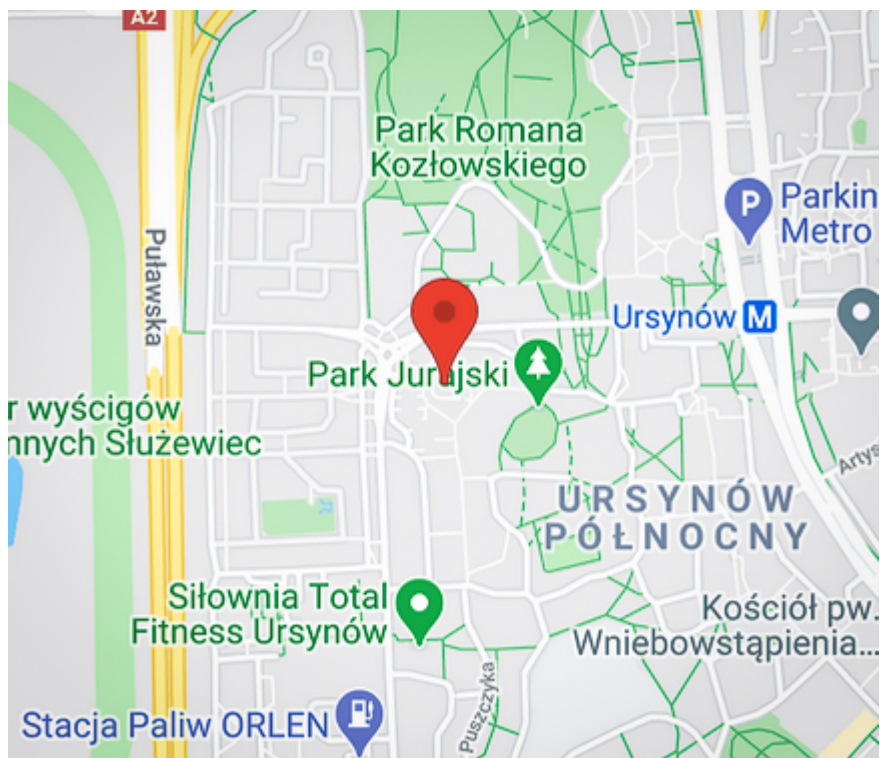 A2
Park Romana
Kozłowskiego
P
Parkin
Metro
Puławska
Ursynów M
Park Jurajski
r wyścigów
nnych Służewiec
Artys
URSYNÓW
PÓŁNOCNY
Siłownia Total
Fitness Ursynów
Kościół pw.
Wniebowstąpienia...
Puszczyka
Stacja Paliw ORLEN